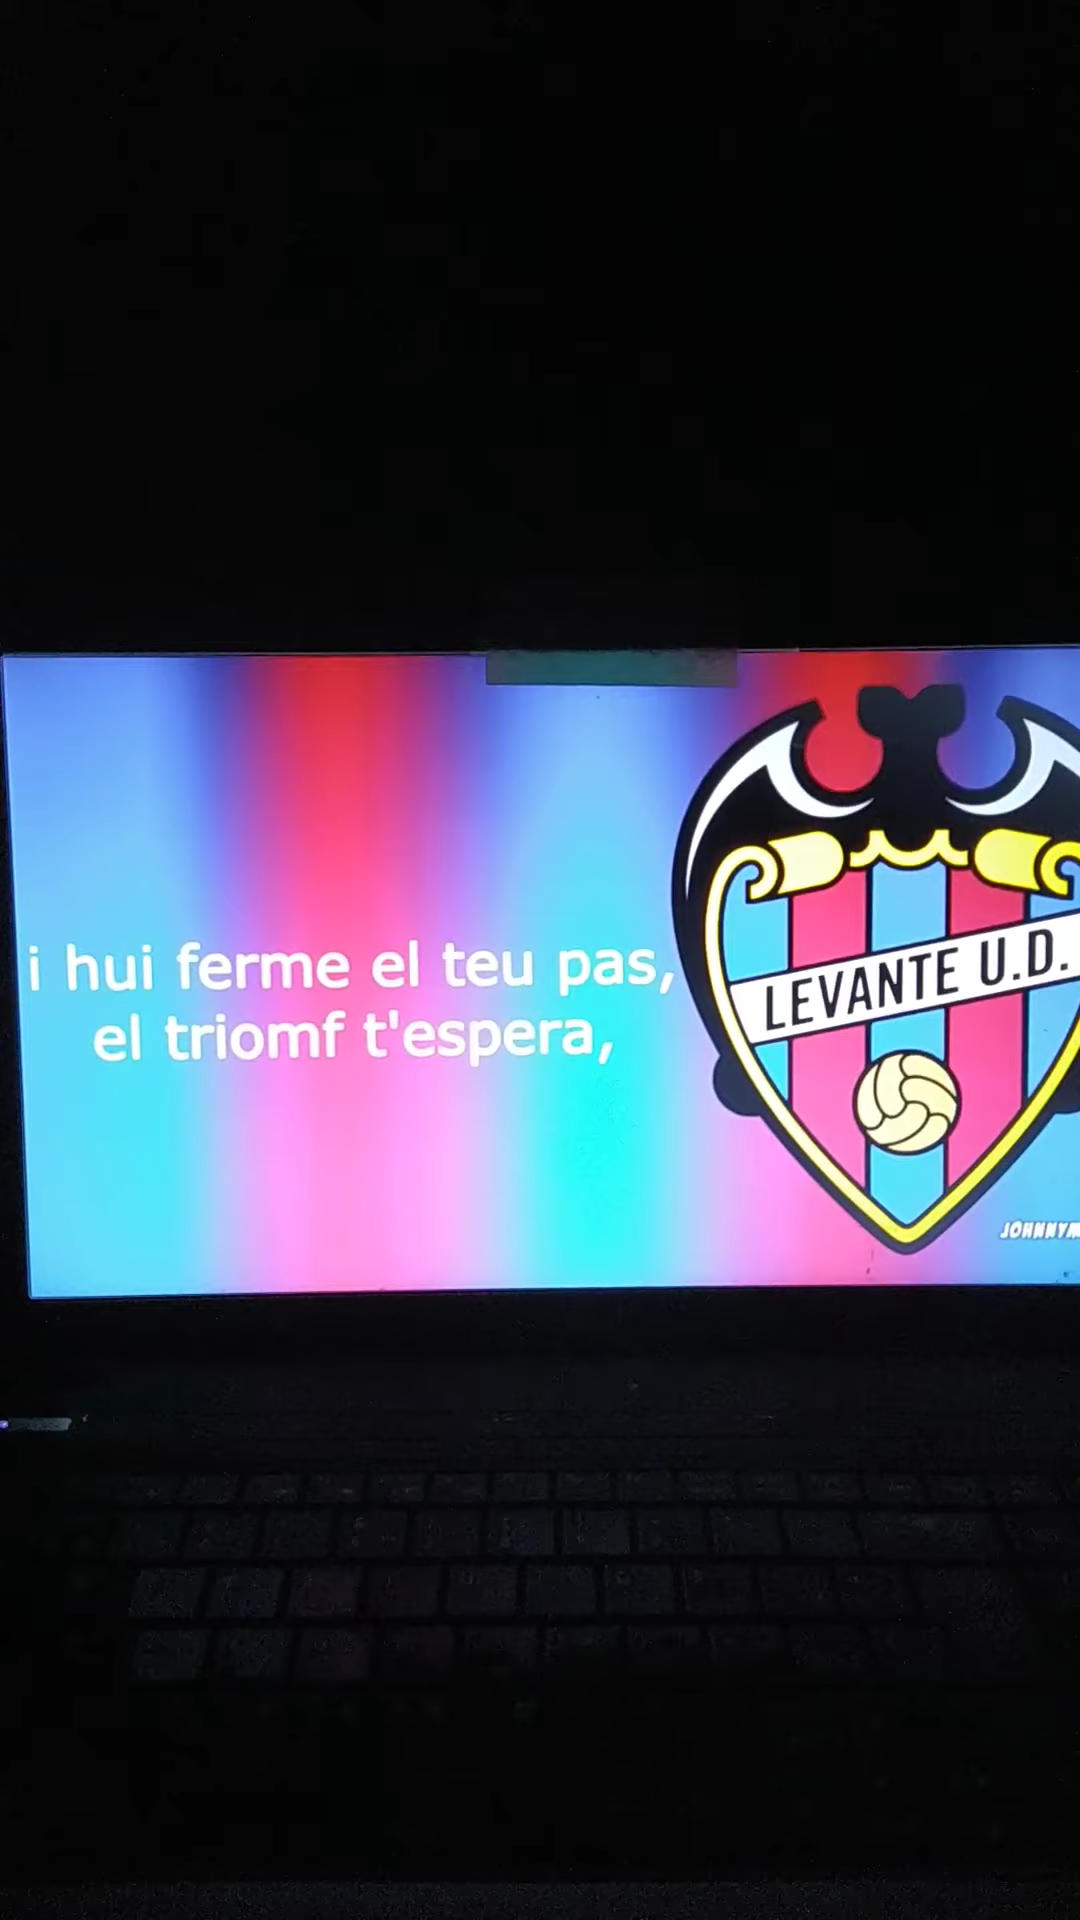 i hui ferme el teu pas,
el triomf t'espera,
LEVANTE U.D.